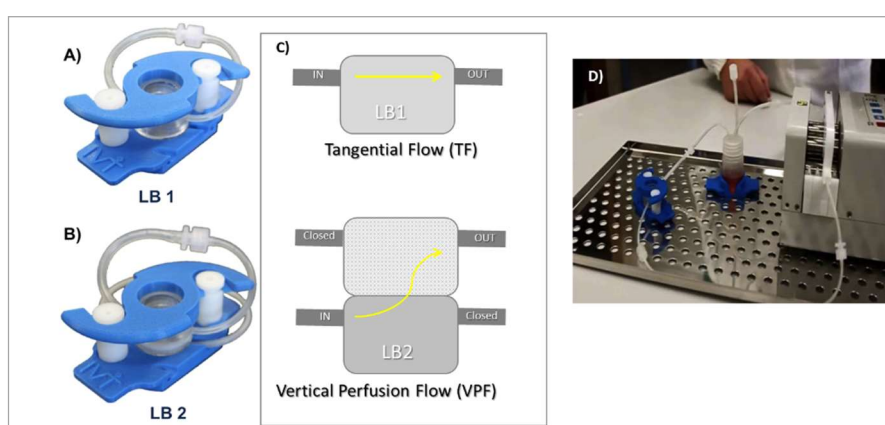 A)
LB 1
B)
LB 2
C)
IN
OUT
LB1
Tangential Flow (TF)
Closed
OUT
IN
Closed
LB2
Vertical Perfusion Flow (VPF)
D)